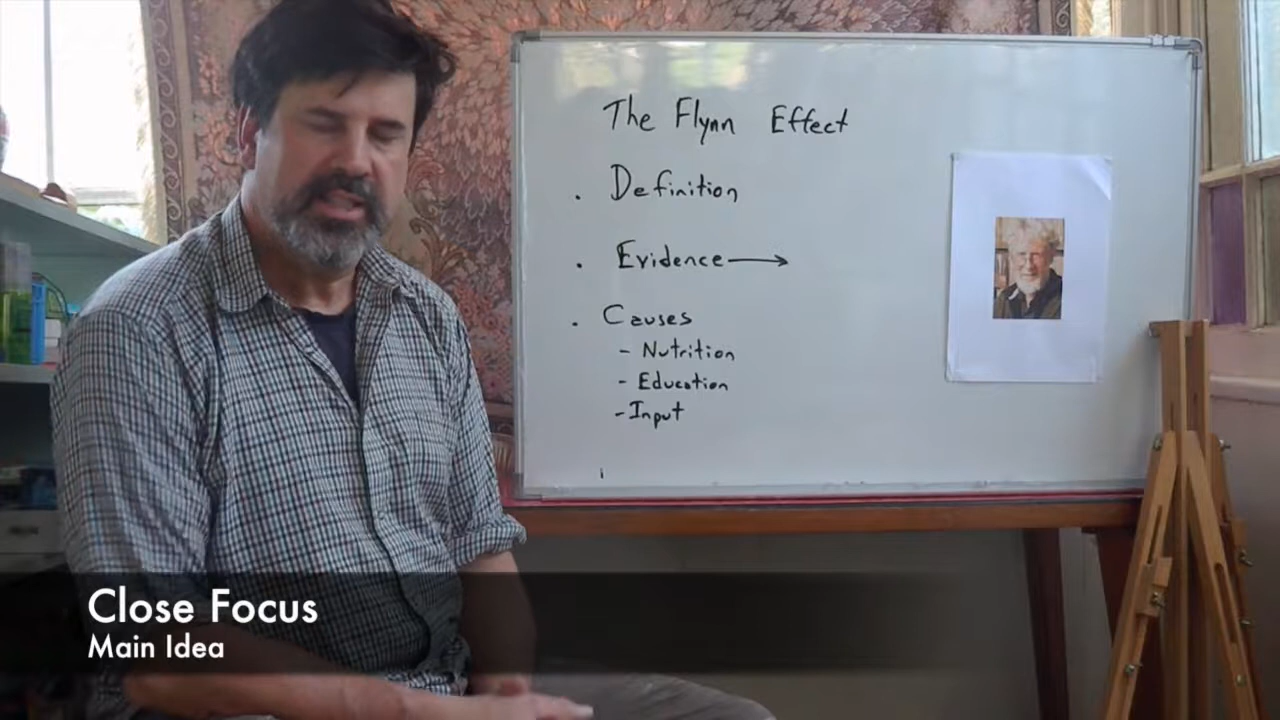 The Flynn Effect
. Definition
. Evidence →
. Causes
- Nutrition
- Education
- Input
Close Focus
Main Idea